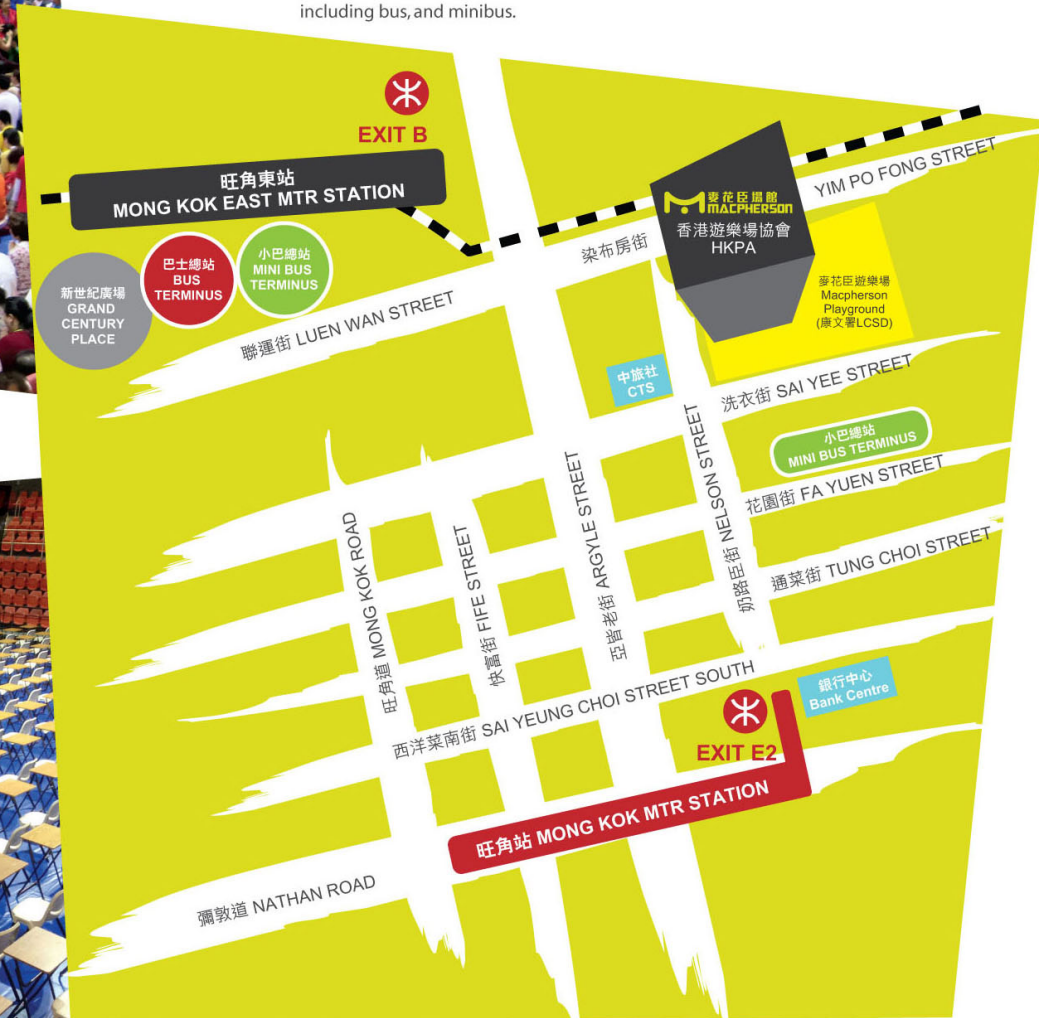 including bus, and minibus.
EXIT B
旺角東站
MONG KOK EAST MTR STATION
新世紀廣場
GRAND
CENTURY
PLACE
巴士總站
BUS
TERMINUS
小巴總站
MINI BUS
TERMINUS
聯運街 LUEN WAN STREET
染布房街
YIM PO FONG STREET
麥花臣場館
MACPHERSON
香港遊樂場協會
HKPA
麥花臣遊樂場
Macpherson
Playground
(康文署LCSD)
中旅社
CTS
洗衣街 SAI YEE STREET
小巴總站
MINI BUS TERMINUS
花園街 FA YUEN STREET
通菜街 TUNG CHOI STREET
旺角道 MONG KOK ROAD
快富街 FIFE STREET
亞皆老街 ARGYLE STREET
奶路臣街 NELSON STREET
西洋菜南街 SAI YEUNG CHOI STREET SOUTH
銀行中心
Bank Centre
EXIT E2
旺角站 MONG KOK MTR STATION
彌敦道 NATHAN ROAD